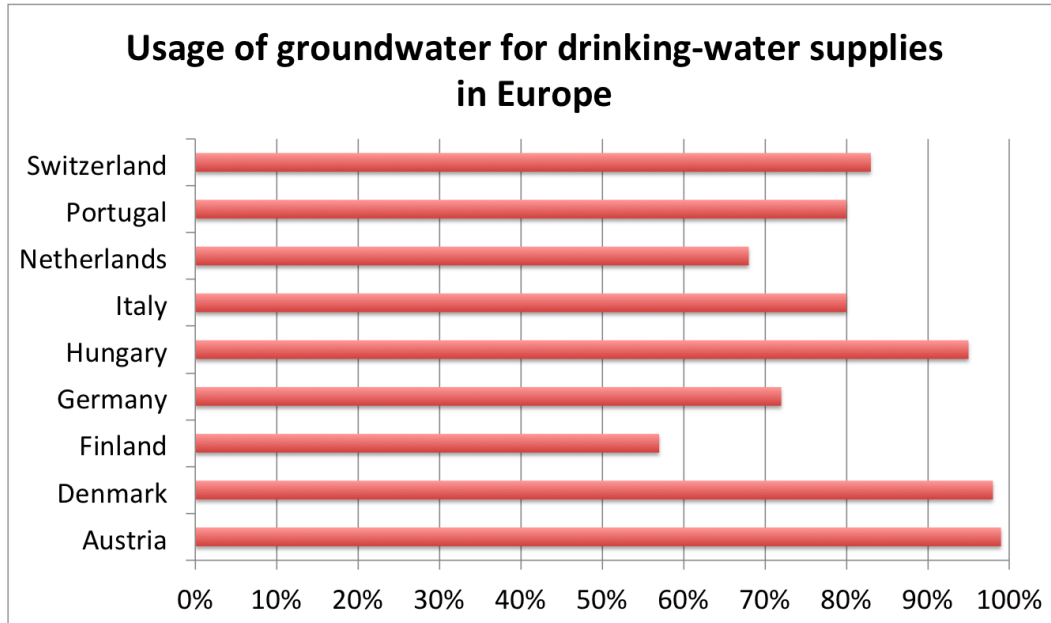 Usage of groundwater for drinking-water supplies
in Europe
Switzerland
Portugal
Netherlands
Italy
Hungary
Germany
Finland
Denmark
Austria
0% 10% 20% 30% 40% 50% 60% 70% 80% 90% 100%